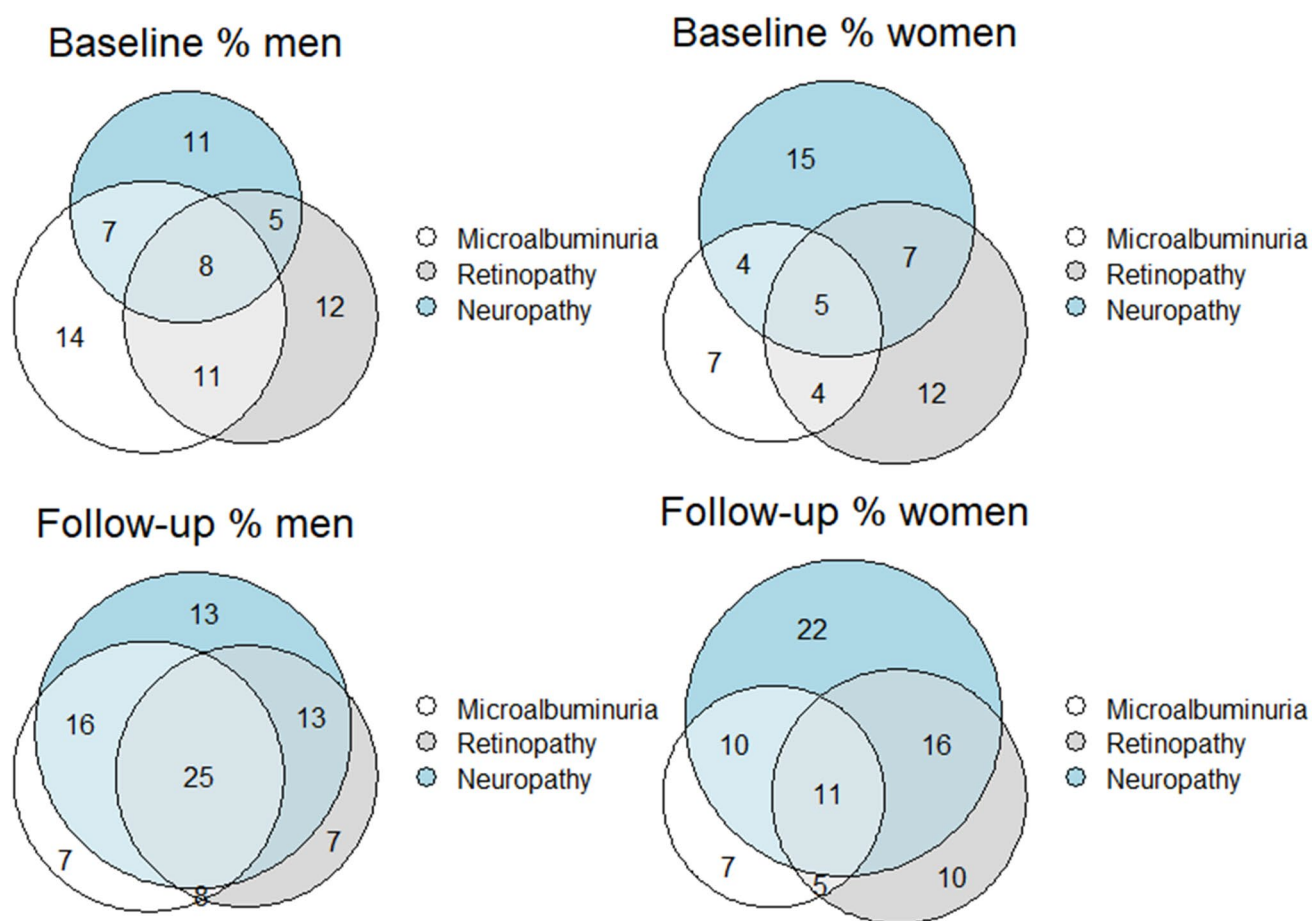 Baseline % men
11
7
5
8
14
12
11
Microalbuminuria
Retinopathy
Neuropathy
Baseline % women
15
4
7
5
7
4
12
Microalbuminuria
Retinopathy
Neuropathy
Follow-up % men
13
16
13
25
7
7
8
Microalbuminuria
Retinopathy
Neuropathy
Follow-up % women
22
10
16
11
7
5
10
Microalbuminuria
Retinopathy
Neuropathy